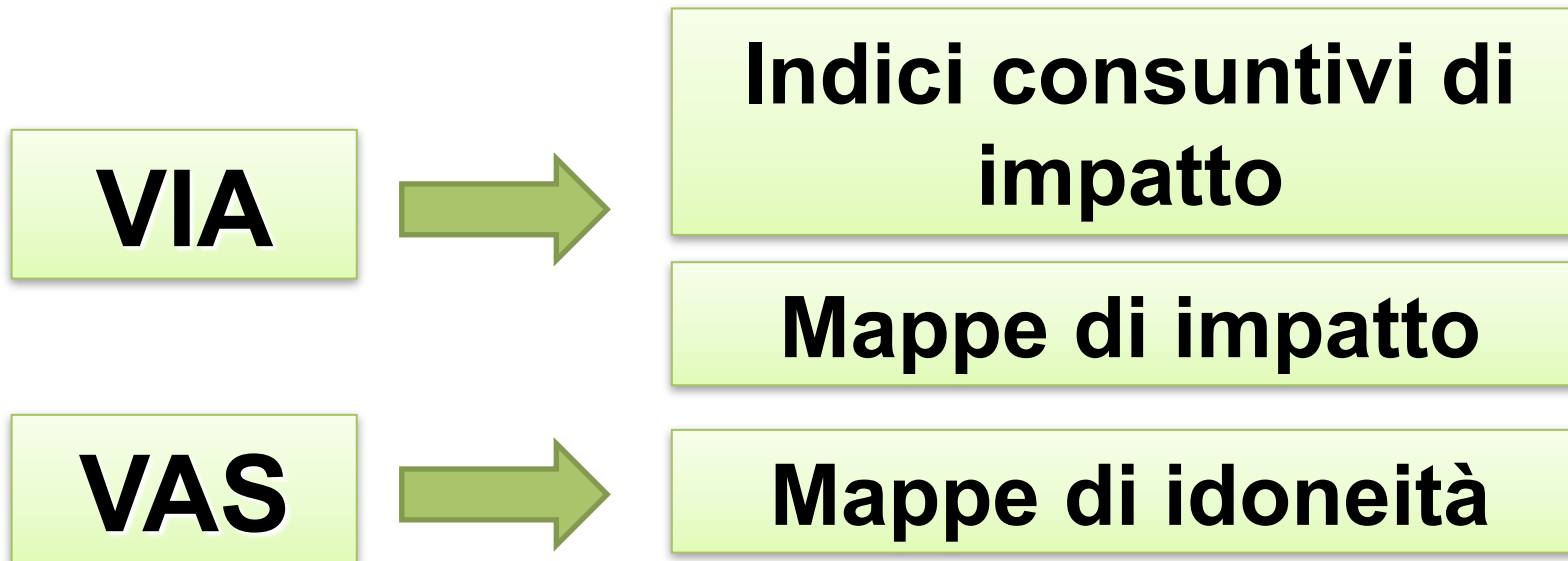 VIA
Indici consuntivi di
impatto
Mappe di impatto
VAS
Mappe di idoneità